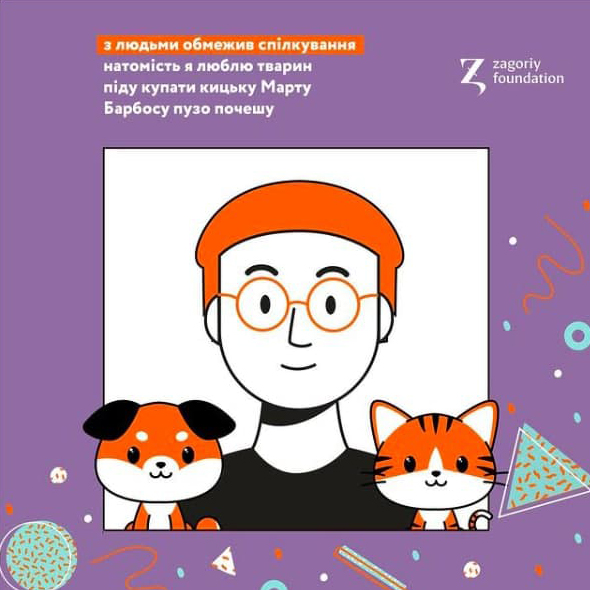 з людьми обмежив спілкування
натомість я люблю тварин
піду купати кицьку Марту
Барбосу пузо почешу
zagoriy
foundation